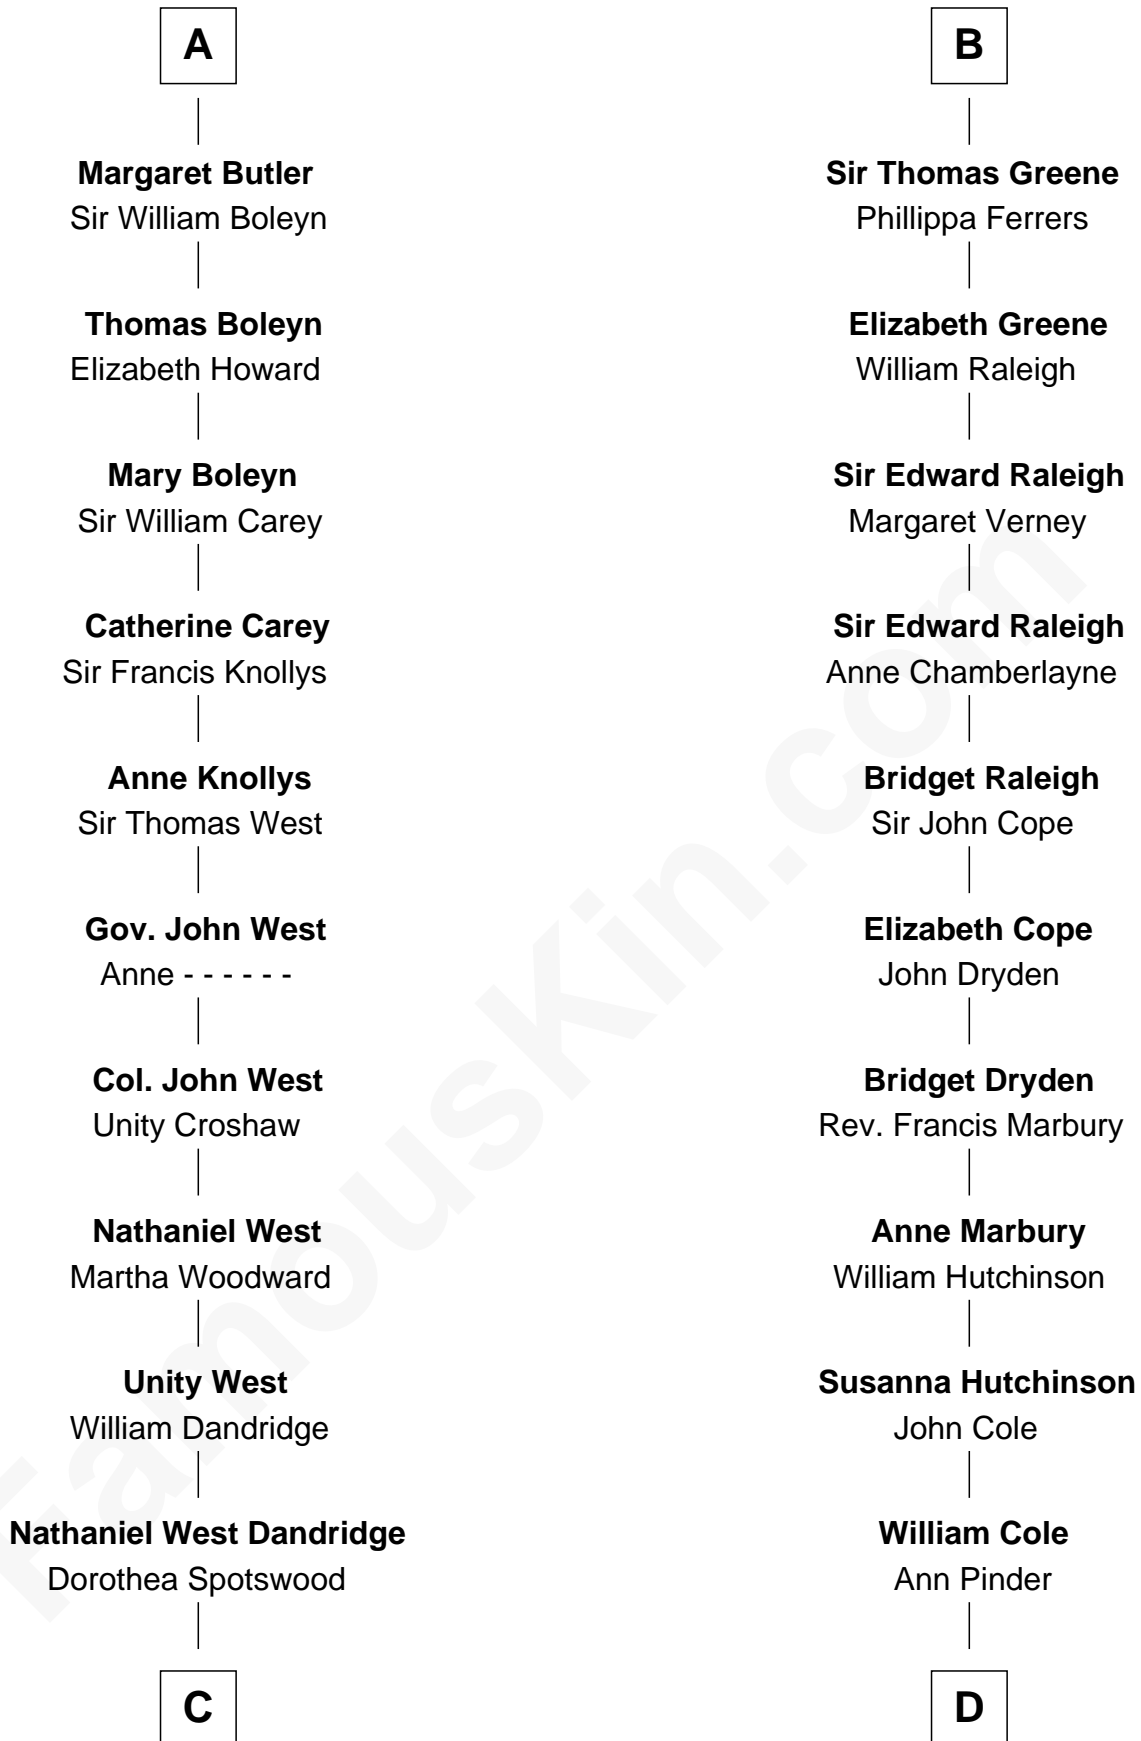 A
Margaret Butler
Sir William Boleyn
Thomas Boleyn
Elizabeth Howard
Mary Boleyn
Sir William Carey
Catherine Carey
Sir Francis Knollys
Anne Knollys
Sir Thomas West
Gov. John West
Anne - - - - - -
Col. John West
Unity Croshaw
Nathaniel West
Martha Woodward
Unity West
William Dandridge
Nathaniel West Dandridge
Dorothea Spotswood
C
B
Sir Thomas Greene
Phillippa Ferrers
Elizabeth Greene
William Raleigh
Sir Edward Raleigh
Margaret Verney
Sir Edward Raleigh
Anne Chamberlayne
Bridget Raleigh
Sir John Cope
Elizabeth Cope
John Dryden
Bridget Dryden
Rev. Francis Marbury
Anne Marbury
William Hutchinson
Susanna Hutchinson
John Cole
William Cole
Ann Pinder
D
FamousKin.com